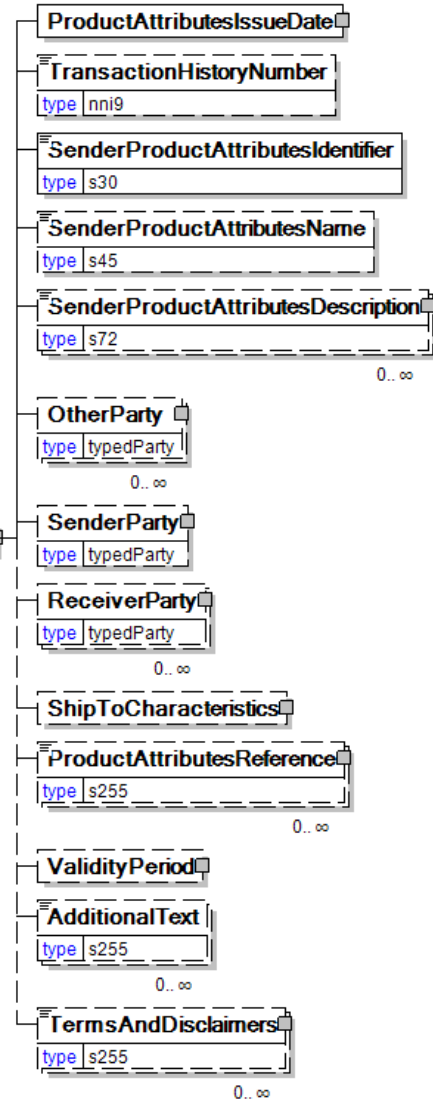 ProductAttributesIssueDate
TransactionHistoryNumber
type nni9
SenderProductAttributesIdentifier
type s30
SenderProductAttributesName
type s45
SenderProductAttributesDescription
type s72
0..∞
OtherParty
type typedParty
0..∞
SenderParty
type typedParty
ReceiverParty
type typedParty
0..∞
ShipToCharacteristics
ProductAttributesReference
type s255
0..∞
ValidityPeriod
AdditionalText
type s255
0..∞
TermsAndDisclaimers
type s255
0..∞